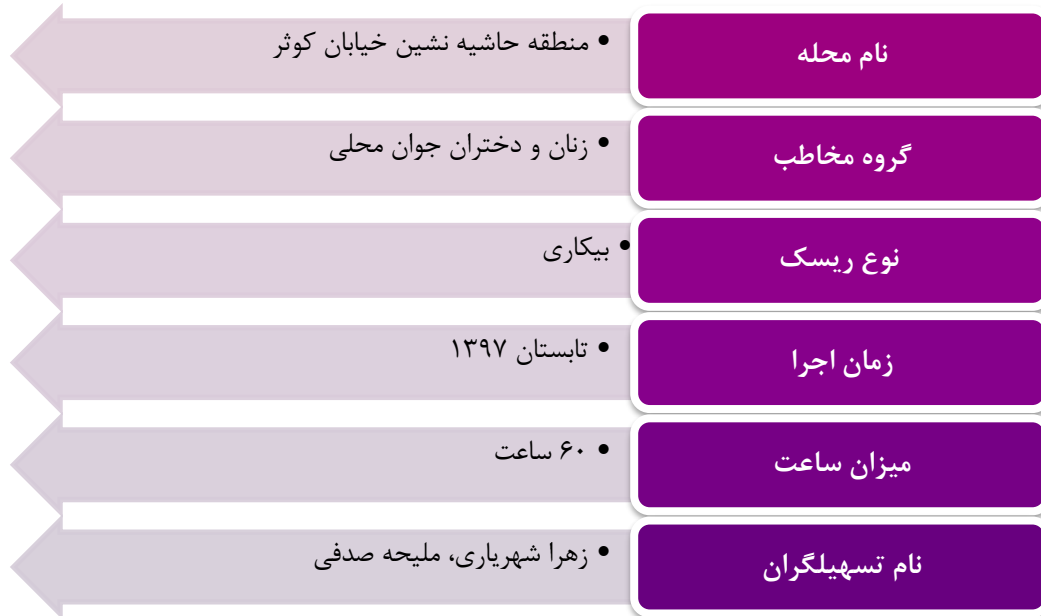 نام محله
• منطقه حاشیه نشین خیابان کوثر
گروه مخاطب
• زنان و دختران جوان محلی
نوع ریسک
• بیکاری
زمان اجرا
• تابستان ۱۳۹۷
میزان ساعت
• ۶۰ ساعت
نام تسهیلگران
• زهرا شهریاری، ملیحه صدفی